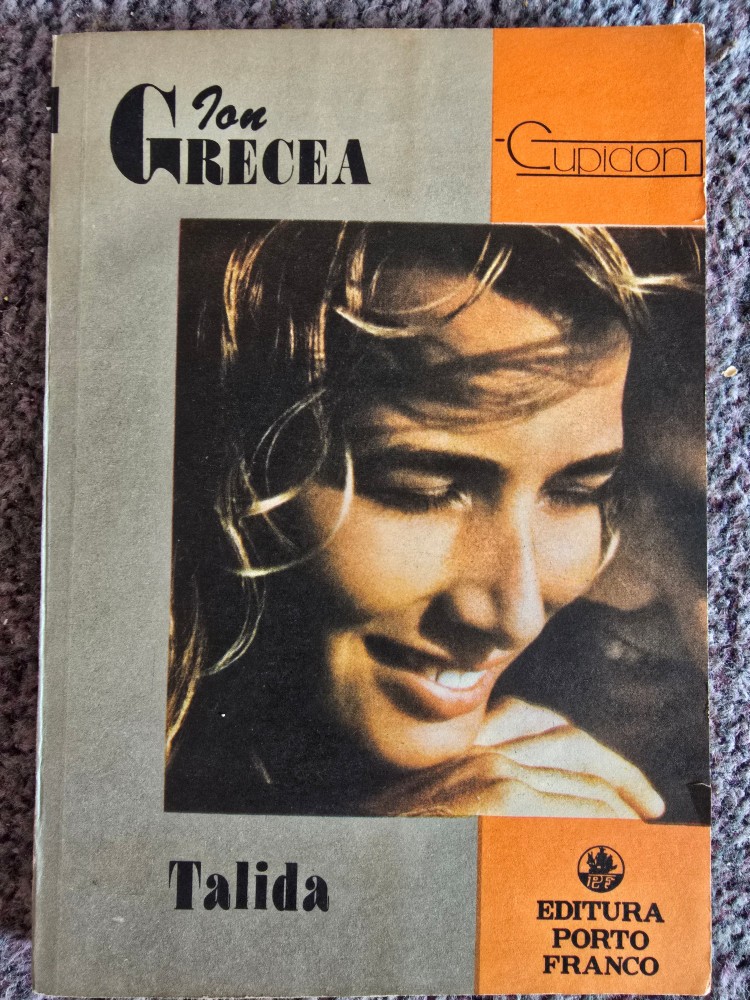 Ion
GRECEA
Cupidon
Talida
EDITURA
PORTO
FRANCO